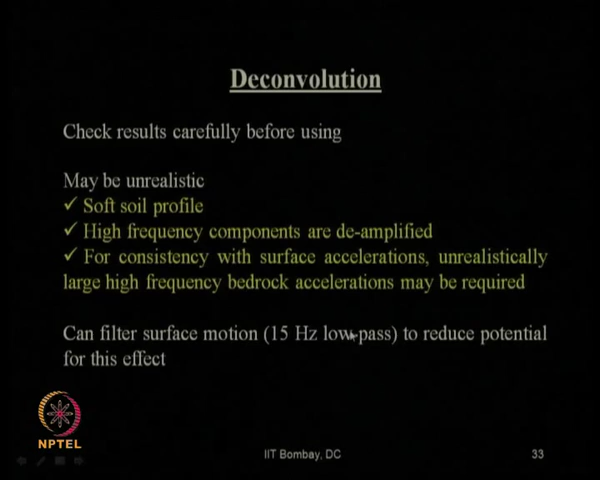 Deconvolution
Check results carefully before using
May be unrealistic
✓ Soft soil profile
✓ High frequency components are de-amplified
✓ For consistency with surface accelerations, unrealistically
large high frequency bedrock accelerations may be required
Can filter surface motion (15 Hz low-pass) to reduce potential
for this effect
NPTEL
IIT Bombay, DC
33